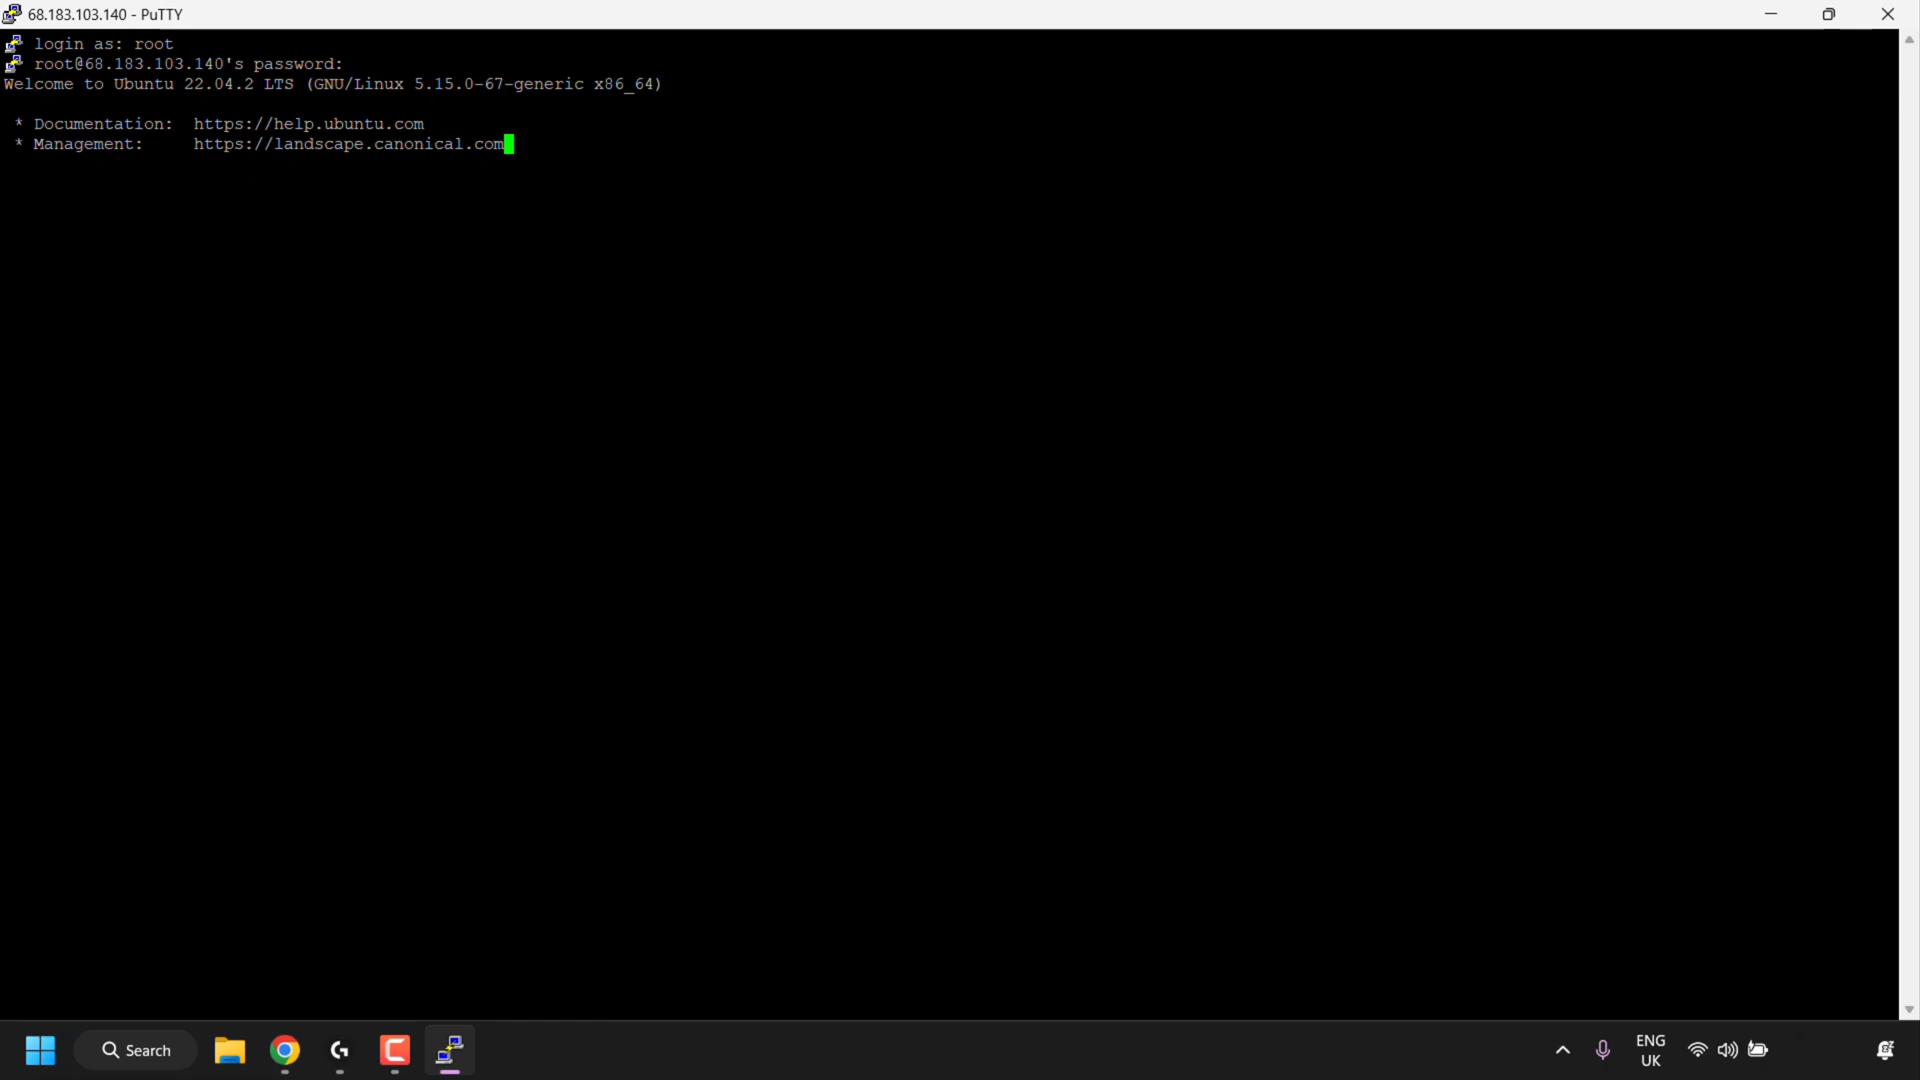 68.183.103.140 - PuTTY
login as: root
root@68.183.103.140's password:
Welcome to Ubuntu 22.04.2 LTS (GNU/Linux 5.15.0-67-generic x86_64)
* Documentation:  https://help.ubuntu.com
* Management:     https://landscape.canonical.com
Search
ENG
UK